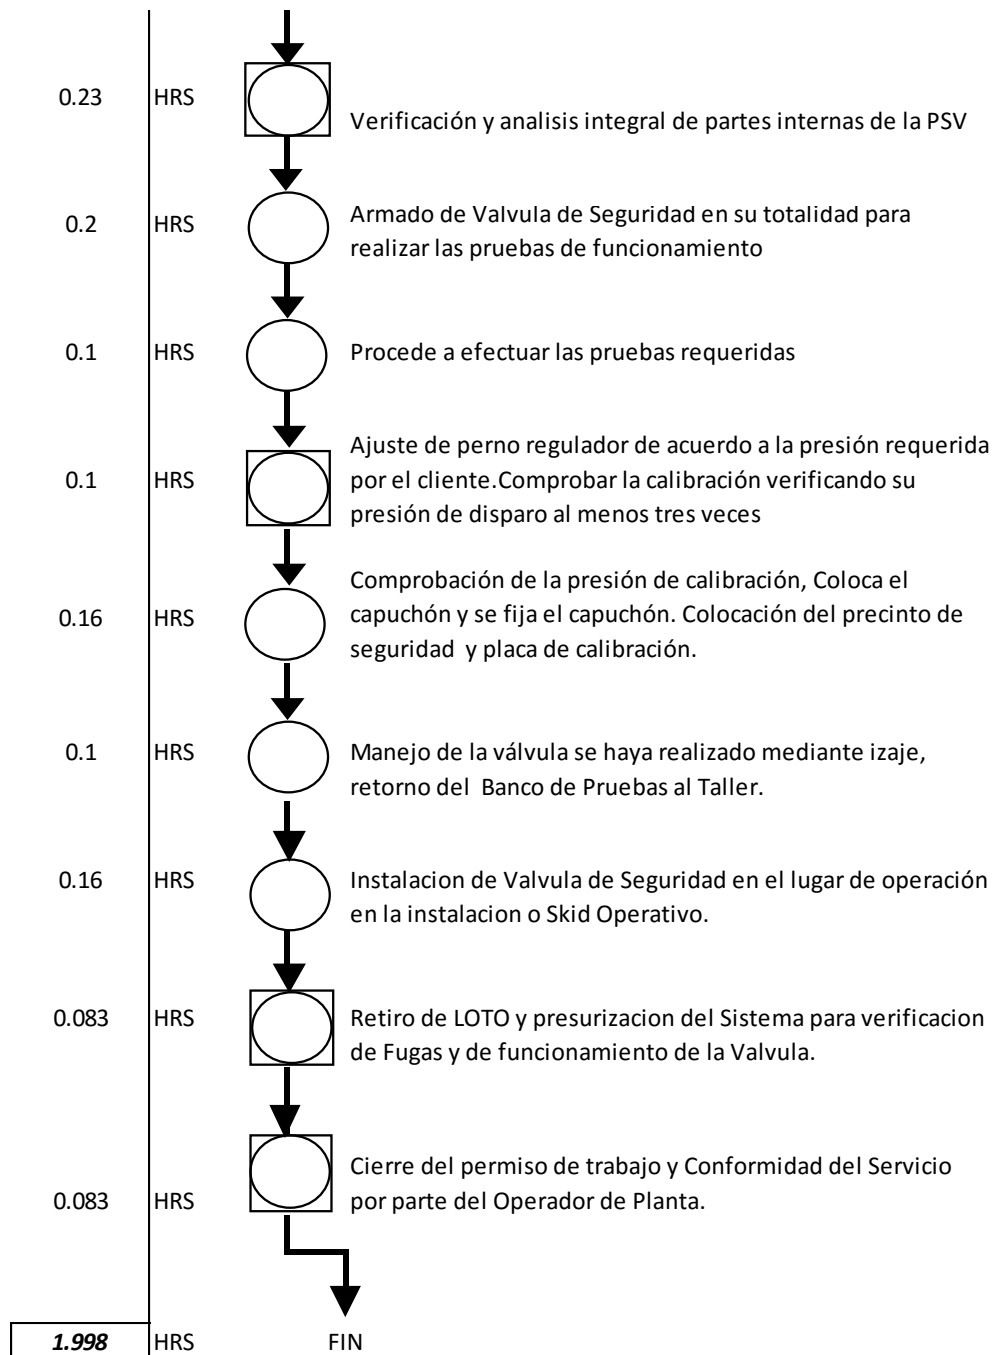 0.23 HRS
Verificación y analisis integral de partes internas de la PSV
0.2 HRS
Armado de Valvula de Seguridad en su totalidad para
realizar las pruebas de funcionamiento
0.1 HRS
Procede a efectuar las pruebas requeridas
0.1 HRS
Ajuste de perno regulador de acuerdo a la presión requerida
por el cliente.Comprobar la calibración verificando su
presión de disparo al menos tres veces
0.16 HRS
Comprobación de la presión de calibración, Coloca el
capuchón y se fija el capuchón. Colocación del precinto de
seguridad y placa de calibración.
0.1 HRS
Manejo de la válvula se haya realizado mediante izaje,
retorno del Banco de Pruebas al Taller.
0.16 HRS
Instalacion de Valvula de Seguridad en el lugar de operación
en la instalacion o Skid Operativo.
0.083 HRS
Retiro de LOTO y presurizacion del Sistema para verificacion
de Fugas y de funcionamiento de la Valvula.
0.083 HRS
Cierre del permiso de trabajo y Conformidad del Servicio
por parte del Operador de Planta.
1.998 HRS
FIN